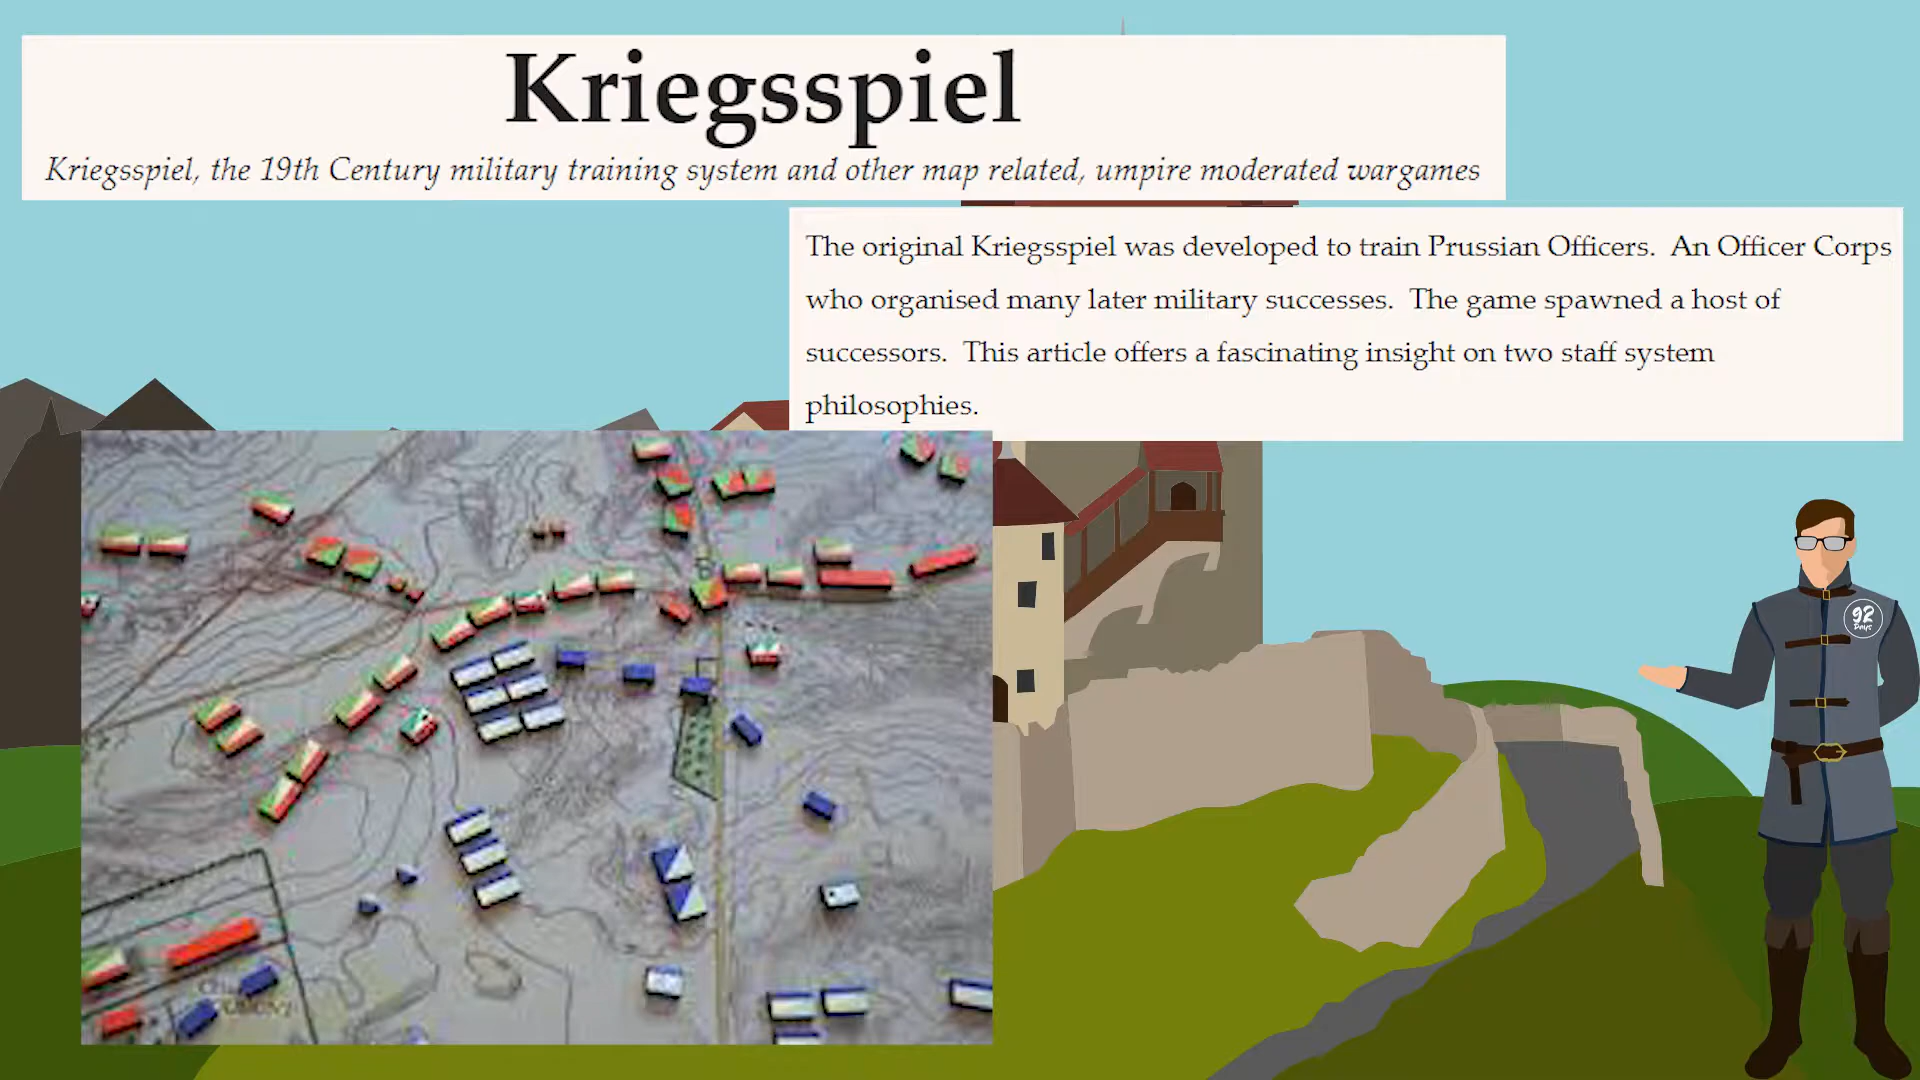 Kriegsspiel
Kriegsspiel, the 19th Century military training system and other map related, umpire moderated wargames
The original Kriegsspiel was developed to train Prussian Officers.  An Officer Corps
who organised many later military successes.  The game spawned a host of
successors.  This article offers a fascinating insight on two staff system
philosophies.
92
Days